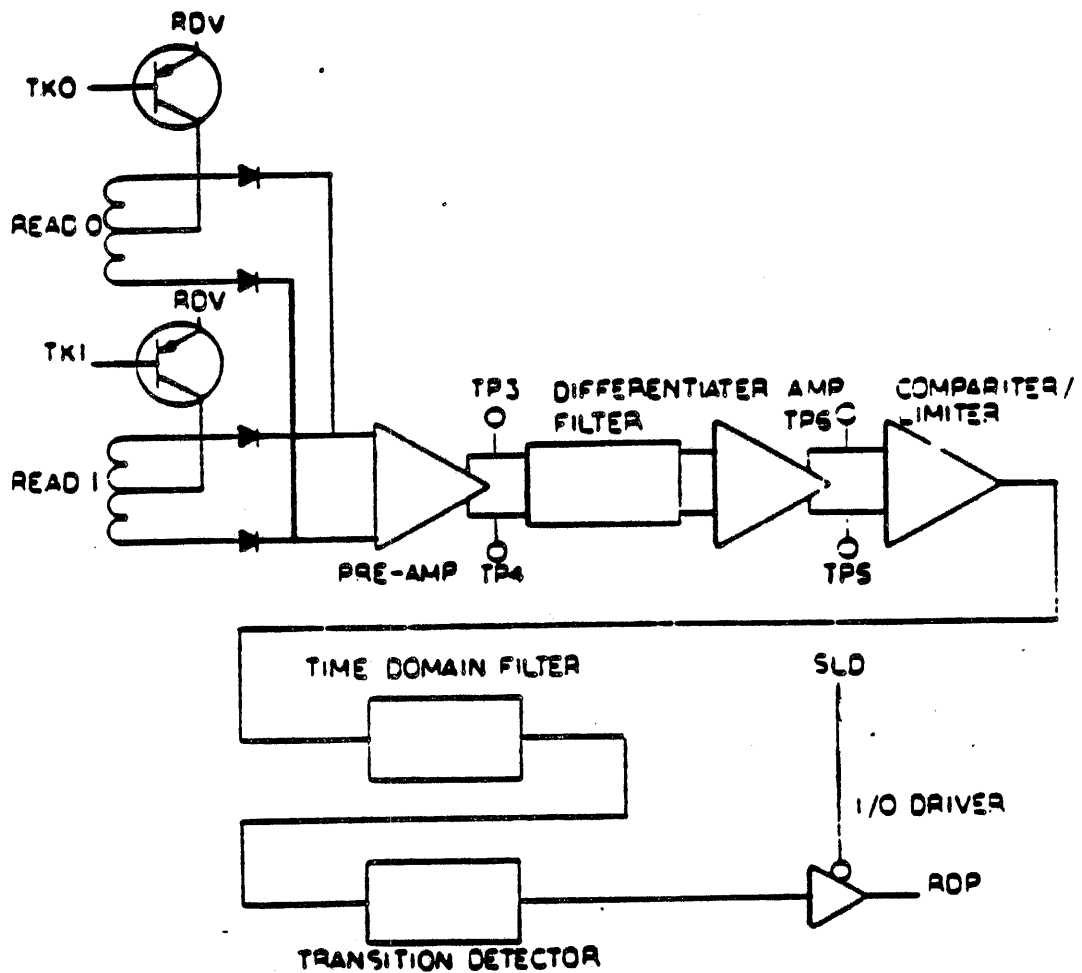 RDV
TK0
READ 0
RDV
TK1
READ 1
PRE-AMP
TP3
TP4
DIFFERENTIATER
FILTER
AMP
TP6
TP5
COMPARITER/
LIMITER
TIME DOMAIN FILTER
SLD
I/O DRIVER
RDP
TRANSITION DETECTOR